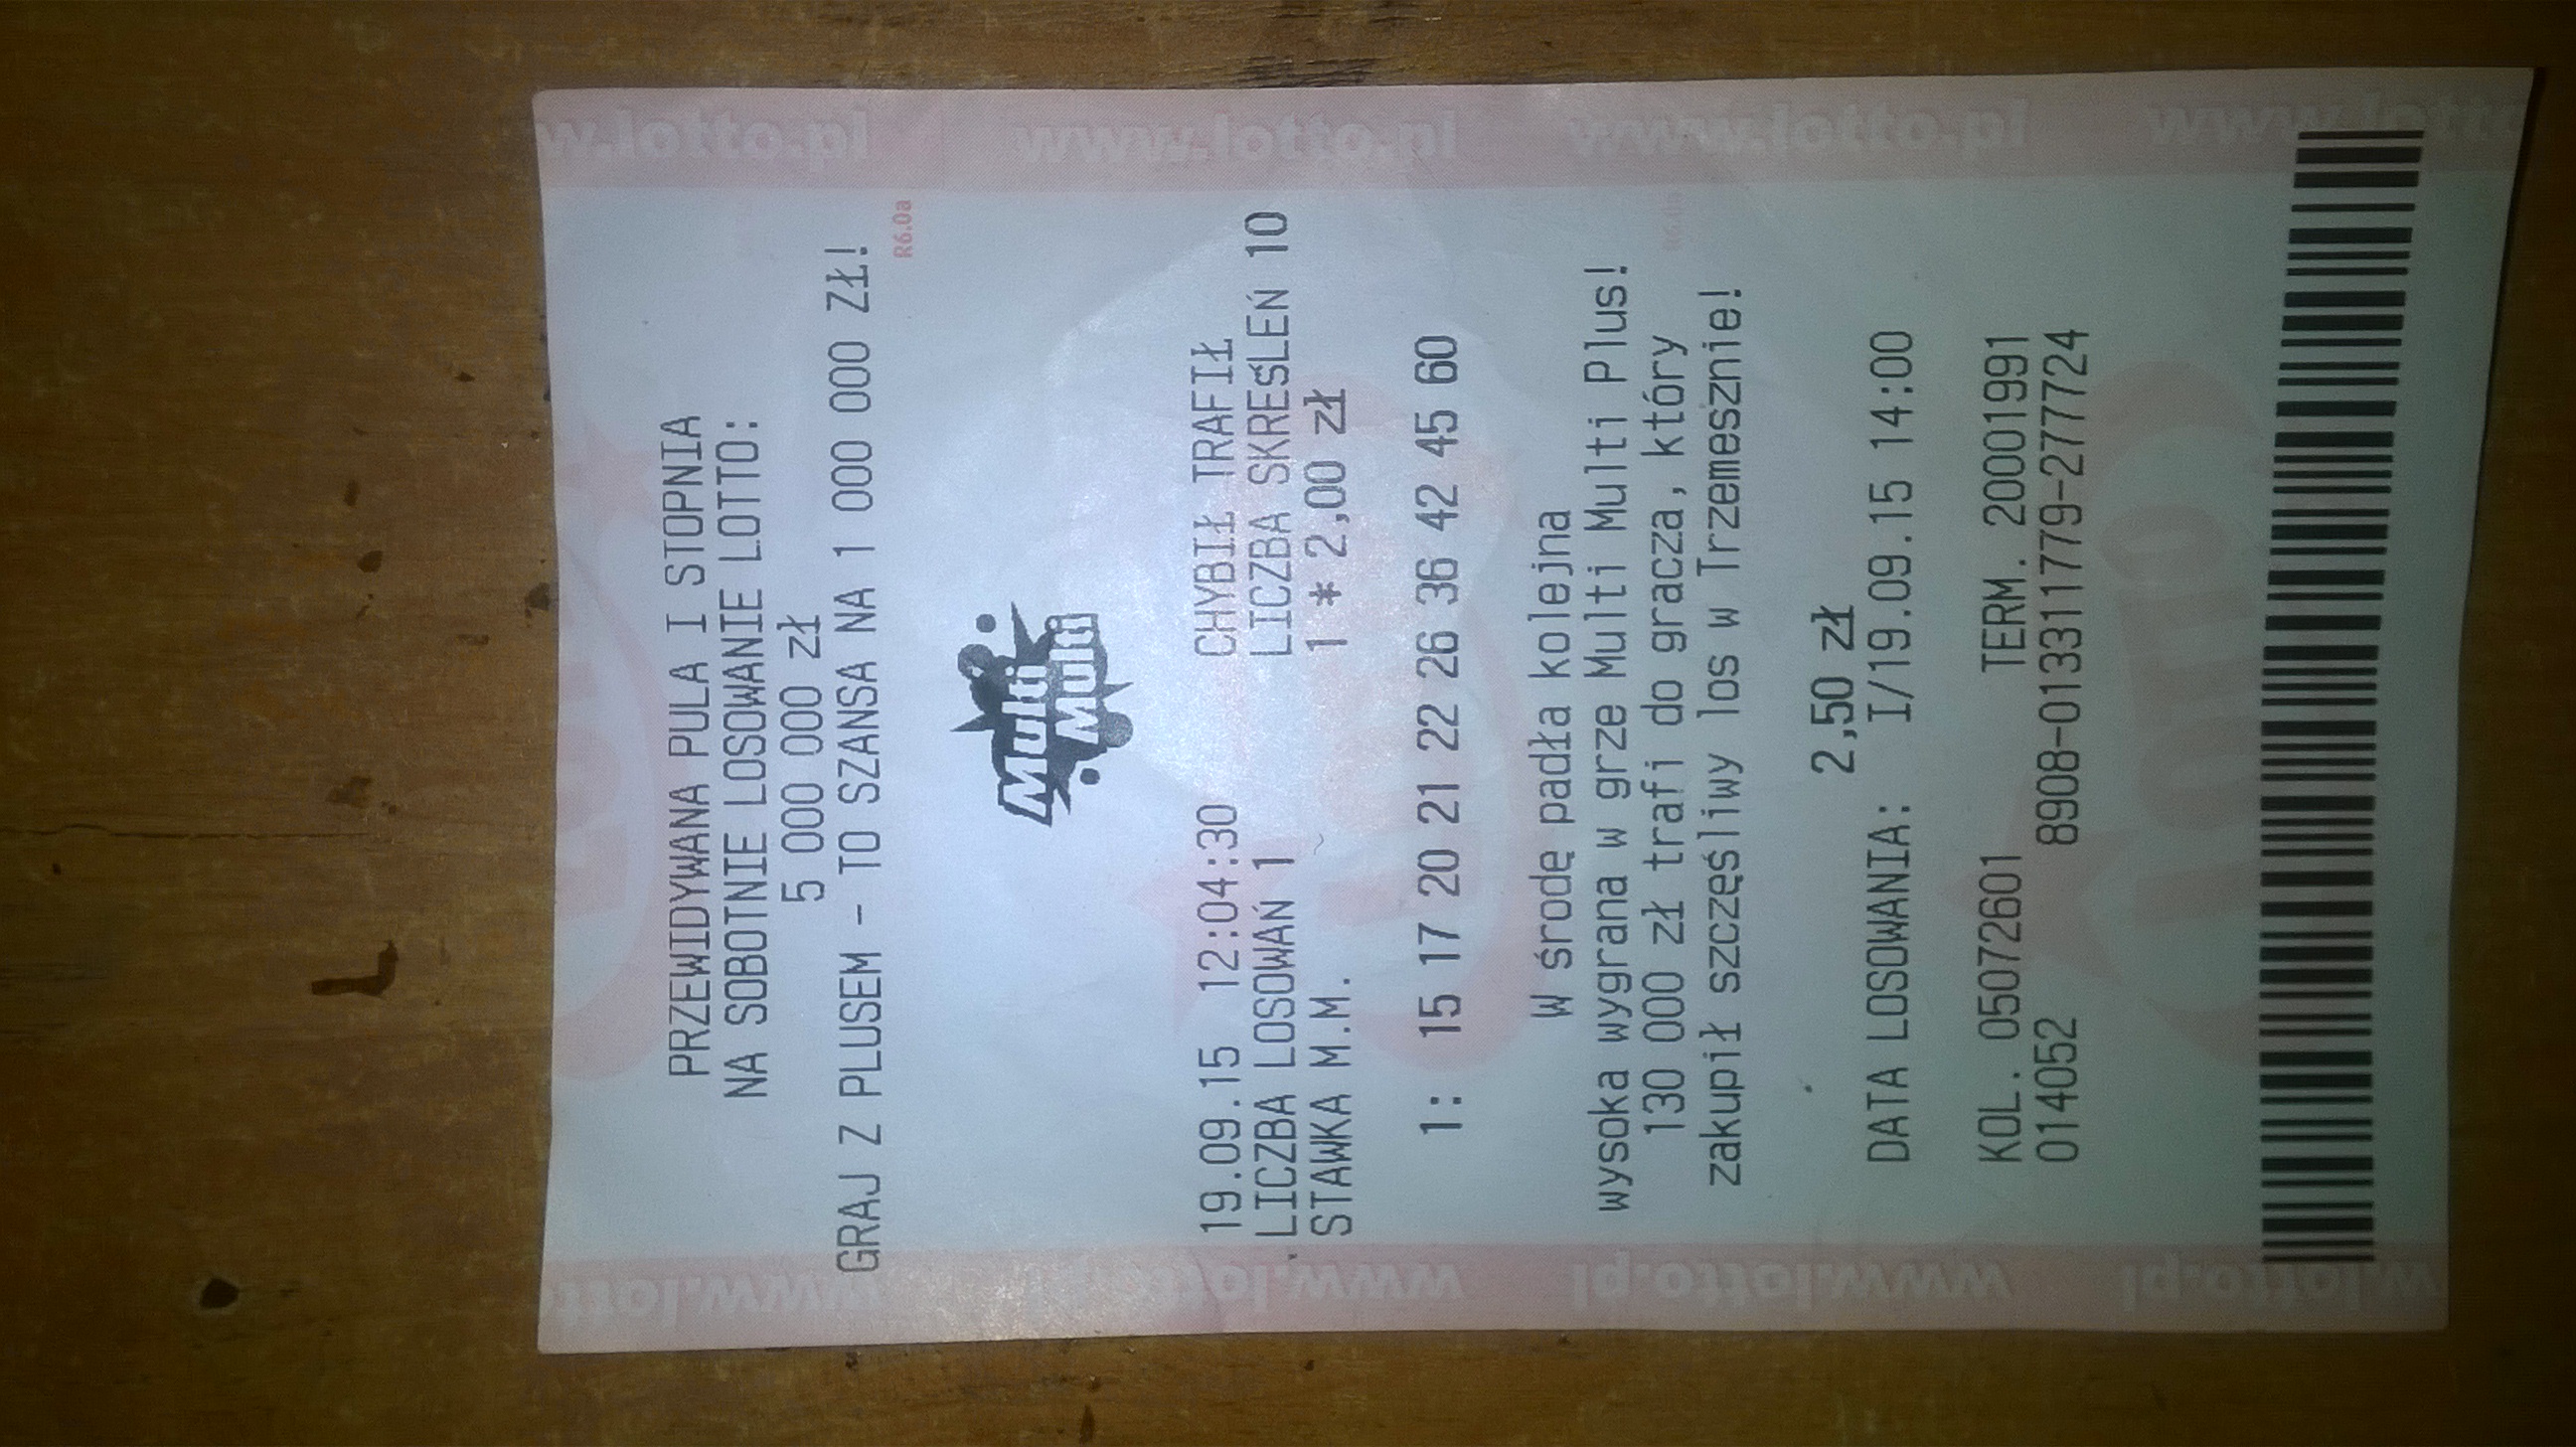 www.lotto.pl
PRZEWIDYWANA PULA I STOPNIA
NA SOBOTNIE LOSOWANIE LOTTO:
5 000 000 zł
GRAJ Z PLUSEM - TO SZANSA NA 1 000 000 ZŁ!
R6.0a
Multi
Multi
19.09.15 12:04:30 CHYBIŁ TRAFIŁ
LICZBA LOSOWAŃ 1 LICZBA SKREśLEŃ 10
STAWKA M.M. 1 * 2,00 zł
1: 15 17 20 21 22 26 36 42 45 60
W środę padła kolejna
wysoka wygrana w grze Multi Multi Plus!
130 000 zł trafi do gracza, który
zakupił szczęśliwy los w Trzemesznie!
2,50 zł
DATA LOSOWANIA: I/19.09.15 14:00
KOL. 050726601 TERM. 200001991
014052 8908-013311779-277724
www.lotto.pl
www.lotto.pl
www.lotto.pl
www.lotto.pl